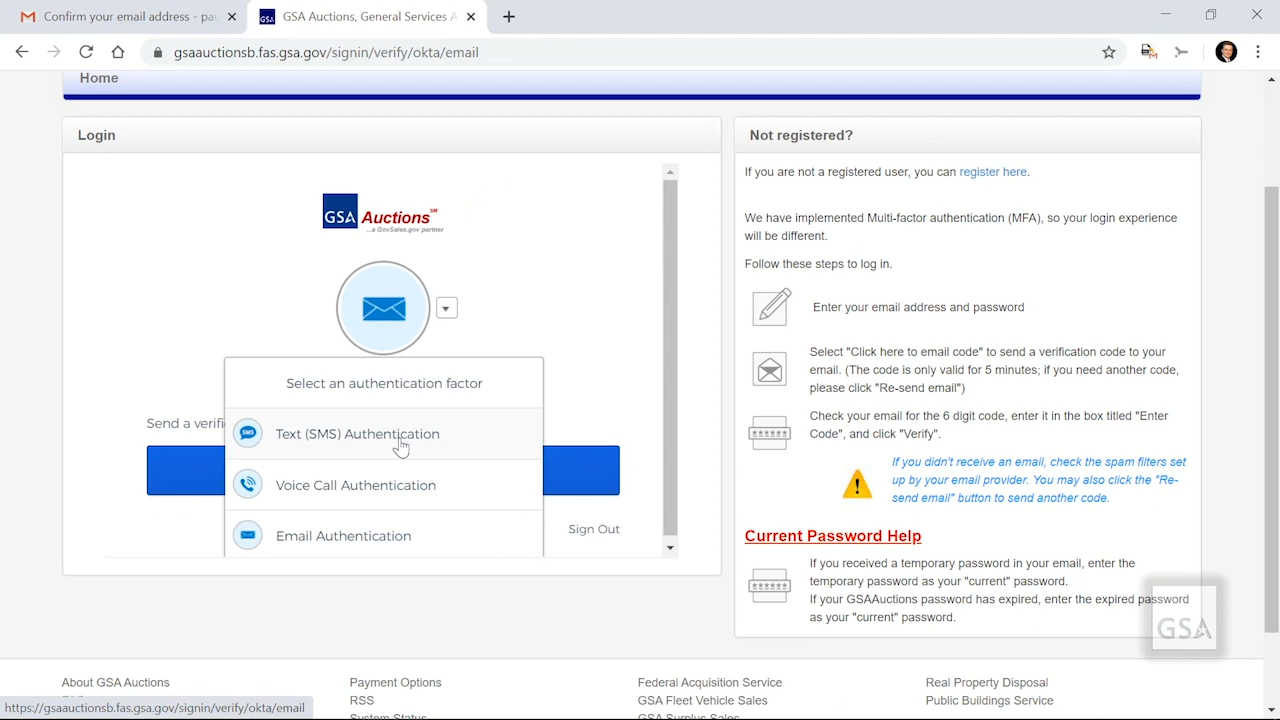 Confirm your email address - pau
GSA Auctions, General Services A
gsaauctionsb.fas.gsa.gov/signin/verify/okta/email
Home
Login
GSA Auctions SM
...a GovSales.gov partner
Select an authentication factor
Send a verifi
Text (SMS) Authentication
SMS
Voice Call Authentication
Email Authentication
Sign Out
Not registered?
If you are not a registered user, you can register here.
We have implemented Multi-factor authentication (MFA), so your login experience
will be different.
Follow these steps to log in.
Enter your email address and password
Select "Click here to email code" to send a verification code to your
email. (The code is only valid for 5 minutes; if you need another code,
please click "Re-send email")
Check your email for the 6 digit code, enter it in the box titled "Enter
Code", and click "Verify".
If you didn't receive an email, check the spam filters set
up by your email provider. You may also click the "Re-
send email" button to send another code.
Current Password Help
If you received a temporary password in your email, enter the
temporary password as your "current" password.
If your GSAAuctions password has expired, enter the expired password
as your "current" password.
GSA
About GSA Auctions
Payment Options
RSS
System Status
Federal Acquisition Service
GSA Fleet Vehicle Sales
GSA Surplus Sales
Real Property Disposal
Public Buildings Service
https://gsaauctionsb.fas.gsa.gov/signin/verify/okta/email